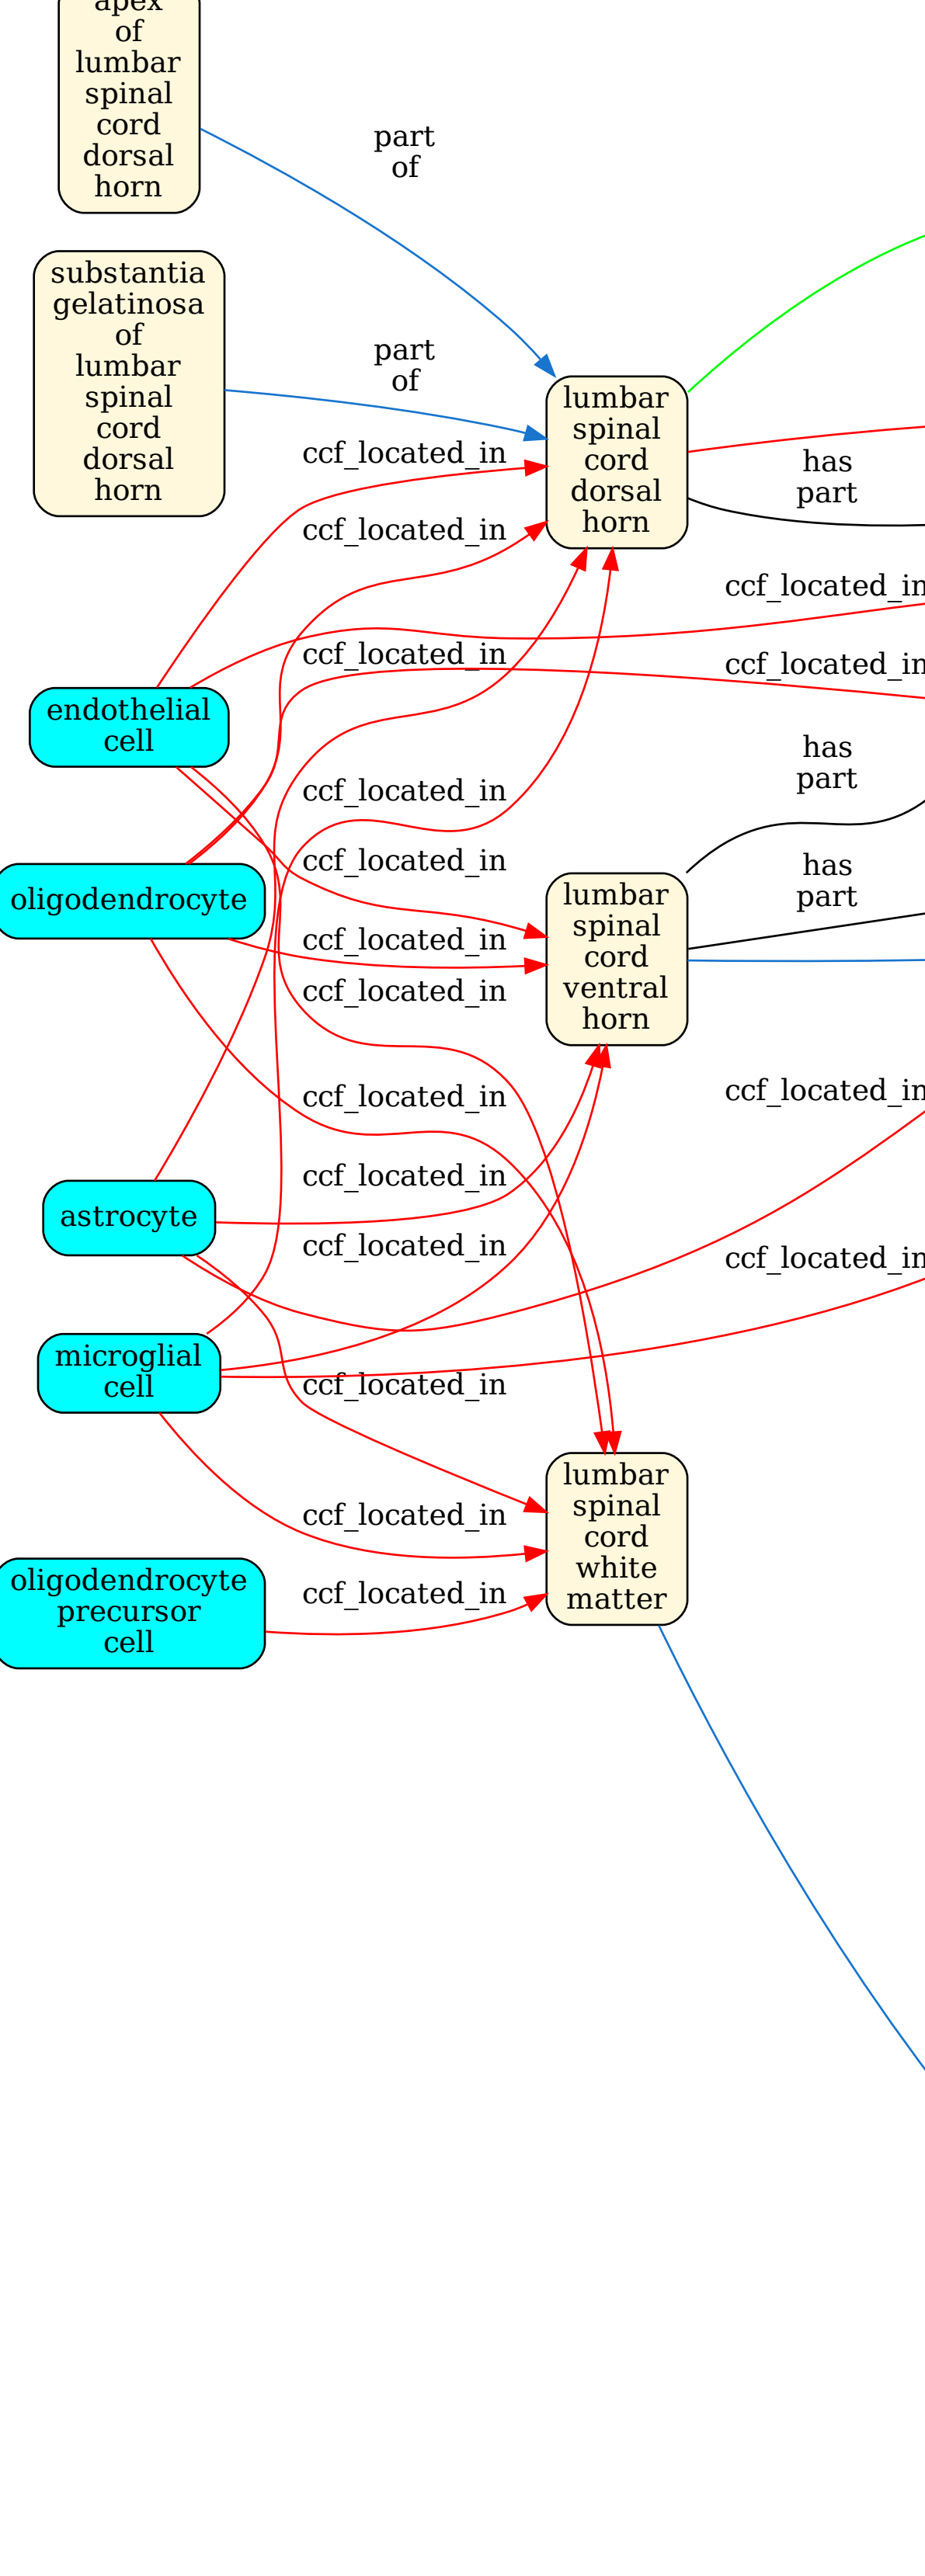 apex
of
lumbar
spinal
cord
dorsal
horn
part
of
substantia
gelatinosa
of
lumbar
spinal
cord
dorsal
horn
part
of
lumbar
spinal
cord
dorsal
horn
ccf_located_in
ccf_located_in
has
part
ccf_located_in
ccf_located_in
ccf_located_in
endothelial
cell
has
part
ccf_located_in
ccf_located_in
oligodendrocyte
has
part
lumbar
spinal
cord
ventral
horn
ccf_located_in
ccf_located_in
ccf_located_in
ccf_located_in
ccf_located_in
astrocyte
ccf_located_in
ccf_located_in
microglial
cell
ccf_located_in
lumbar
spinal
cord
white
matter
ccf_located_in
ccf_located_in
oligodendrocyte
precursor
cell